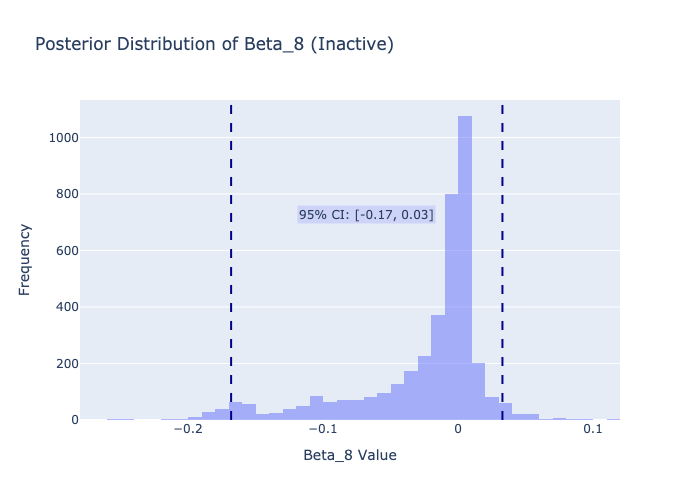 Posterior Distribution of Beta_8 (Inactive)
1000
800
600
400
200
0
Frequency
95% CI: [-0.17, 0.03]
−0.2
−0.1
0
0.1
Beta_8 Value